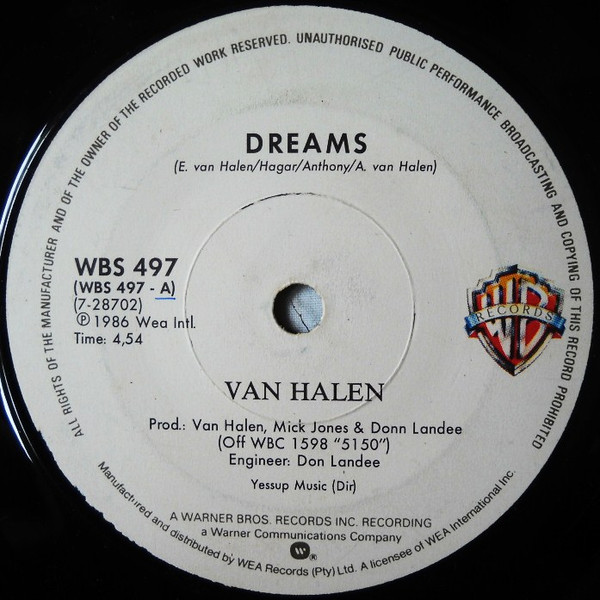 ALL RIGHTS OF THE MANUFACTURER AND OF THE OWNER OF THE RECORDED WORK RESERVED. UNAUTHORISED PUBLIC PERFORMANCE BROADCASTING AND COPYING OF THIS RECORD PROHIBITED
DREAMS
(E. van Halen/Hagar/Anthony/A. van Halen)
WBS 497
(WBS 497 - A)
(7-28702)
℗ 1986 Wea Intl.
Time: 4,54
WB
RECORDS
VAN HALEN
Prod.: Van Halen, Mick Jones & Donn Landee
(Off WBC 1598 "5150")
Engineer: Don Landee
Yessup Music (Dir)
A WARNER BROS. RECORDS INC. RECORDING
a Warner Communications Company
W ®
Manufactured and distributed by WEA Records (Pty) Ltd. A licensee of WEA International Inc.